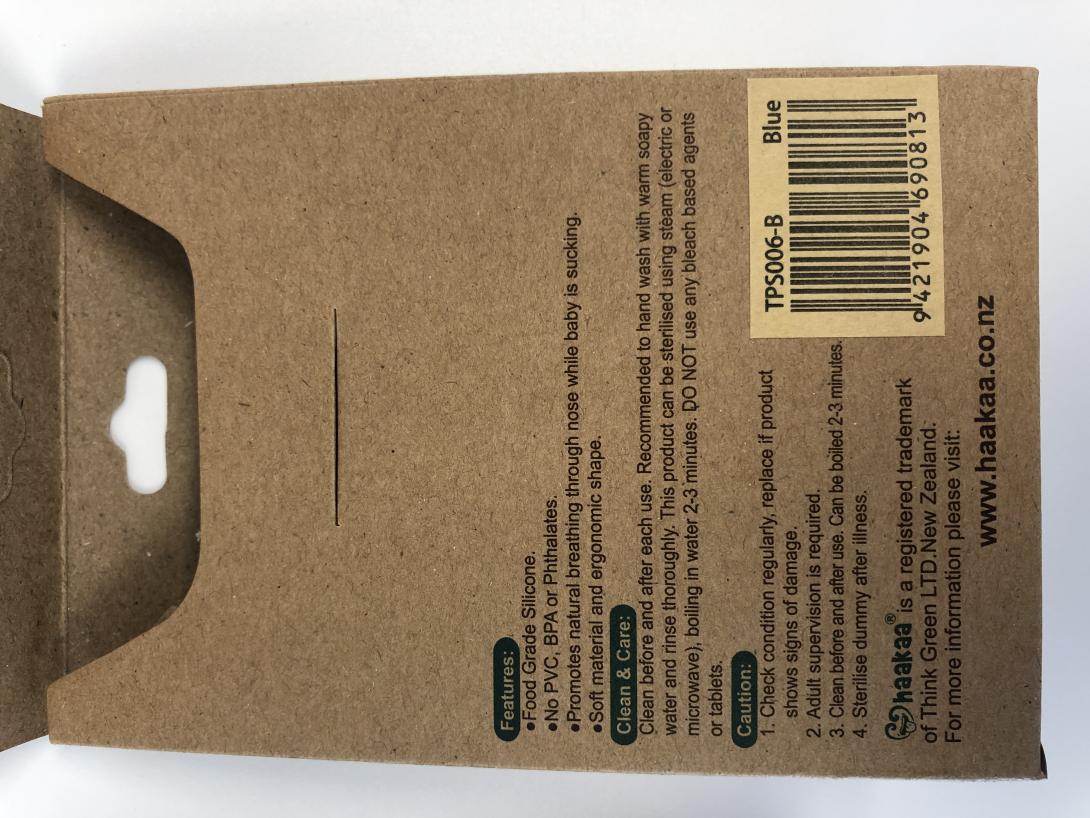 Features:
•Food Grade Silicone.
•No PVC, BPA or Phthalates.
•Promotes natural breathing through nose while baby is sucking.
•Soft material and ergonomic shape.
Clean & Care:
Clean before and after each use. Recommended to hand wash with warm soapy
water and rinse thoroughly. This product can be sterilised using steam (electric or
microwave), boiling in water 2-3 minutes. DO NOT use any bleach based agents
or tablets.
Caution:
1. Check condition regularly, replace if product
shows signs of damage.
2. Adult supervision is required.
3. Clean before and after use. Can be boiled 2-3 minutes.
4. Sterilise dummy after illness.
haakaa® is a registered trademark
of Think Green LTD.New Zealand.
For more information please visit:
www.haakaa.co.nz
TPS006-B Blue
9421904690813